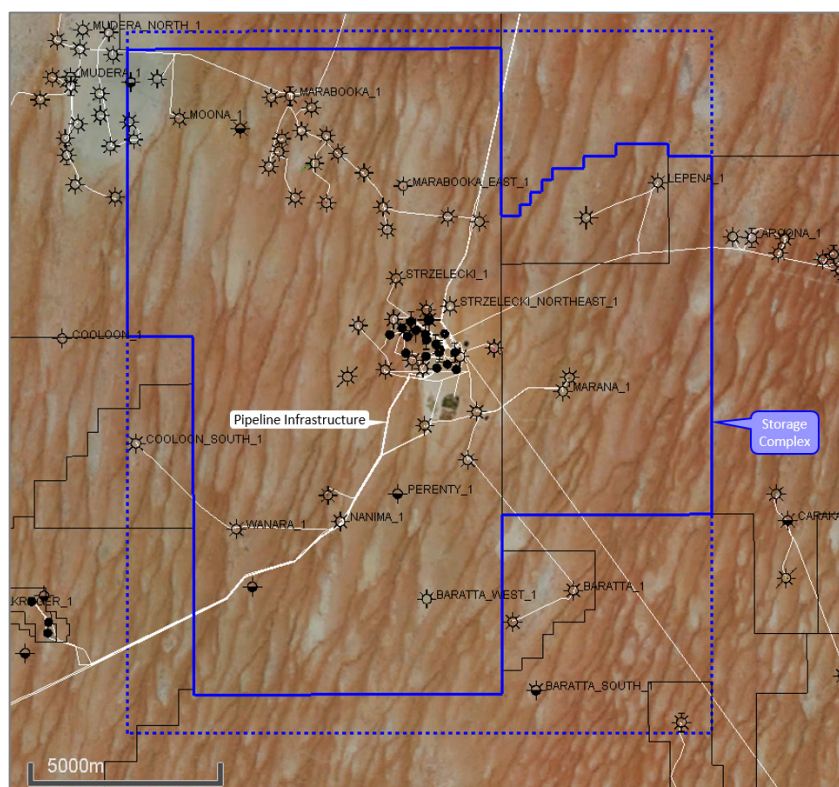 MUDERA_NORTH_1
MUDERA_1
MARABOOKA_1
MOONA_1
MARABOOKA_EAST_1
LEPENA_1
STRZELECKI_1
STRZELECKI_NORTHEAST_1
COOLOON_1
MARANA_1
Pipeline Infrastructure
Storage
Complex
COOLOON_SOUTH_1
PERENTY_1
WANARA_1
NANIMA_1
CARAKA
BARATTA_WEST_1
BARATTA_1
BARATTA_SOUTH_1
5000m